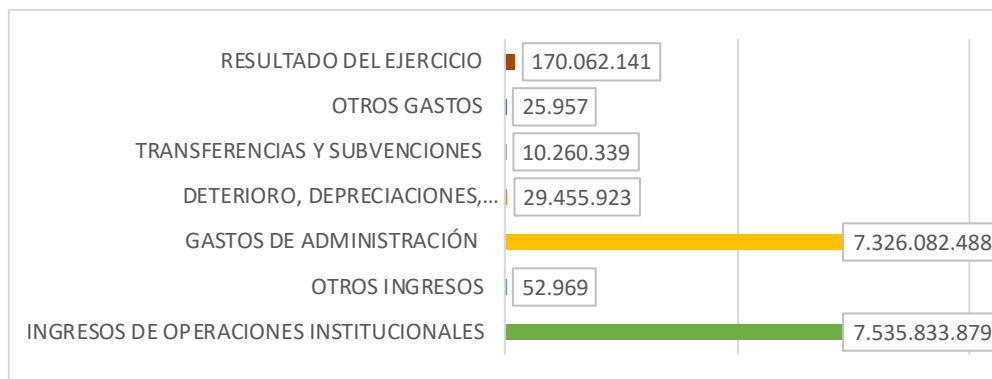 RESULTADO DEL EJERCICIO 170.062.141
OTROS GASTOS 25.957
TRANSFERENCIAS Y SUBVENCIONES 10.260.339
DETERIORO, DEPRECIACIONES,... 29.455.923
GASTOS DE ADMINISTRACIÓN 7.326.082.488
OTROS INGRESOS 52.969
INGRESOS DE OPERACIONES INSTITUCIONALES 7.535.833.879